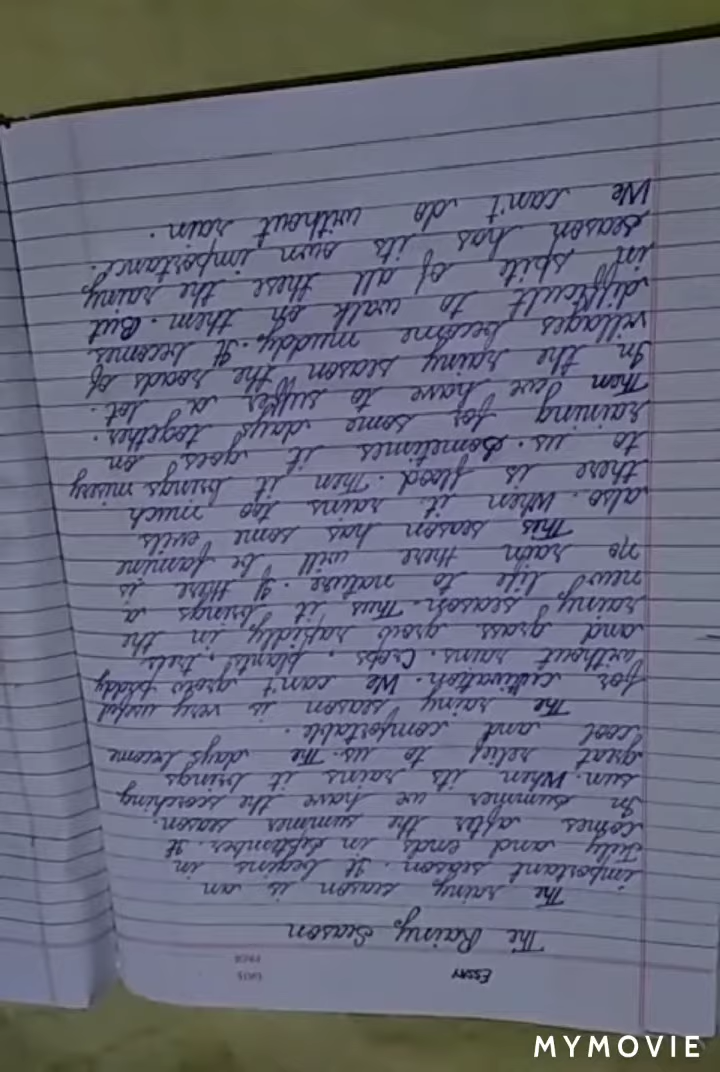 ESSAY
DATE
PAGE
The Rainy Season
The rainy season is an
important season. It begins in
July and ends in september. It
comes after the summer season.
In summer we have the scorching
sun. When its rains it brings
great relief to us. The days become
cool and comfortable.
The rainy season is very useful
for cultivation. We can't grow paddy
without rains. Crops, plants, trees
and grass grow rapidly in the
rainy season. Thus it brings a
new life to nature. If there is
no rain there will be famine
This season has some evils
also. When it rains too much
there is flood. Then it brings misery
to us. Sometimes it goes on
raining for some days together.
Then we have to suffer a lot.
In the rainy season the roads of
villages become muddy. It becomes
difficult to walk on them. But
in spite of all these the rainy
season has its own importance.
We can't do without rain.
MYMOVIE